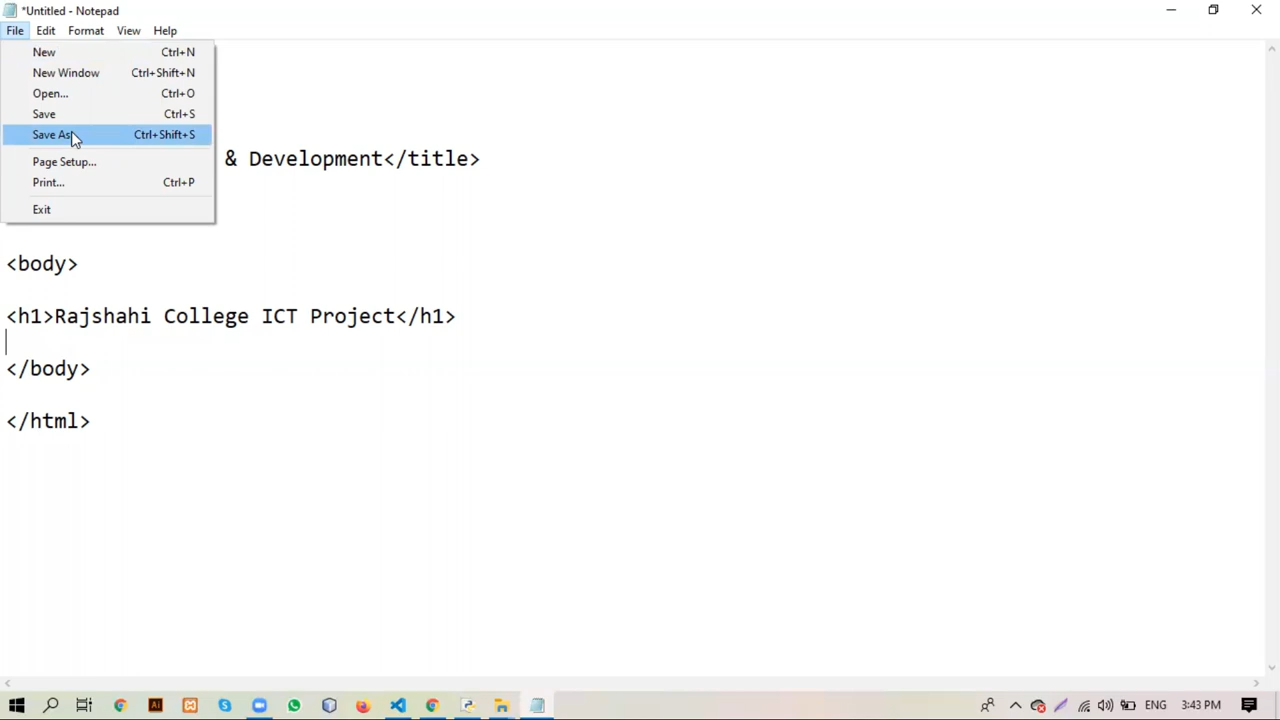 *Untitled - Notepad
File Edit Format View Help
New Ctrl+N
New Window Ctrl+Shift+N
Open... Ctrl+O
Save Ctrl+S
Save As Ctrl+Shift+S
& Development</title>
Page Setup...
Print... Ctrl+P
Exit
<body>
<h1>Rajshahi College ICT Project</h1>
</body>
</html>
Ai
ENG 3:43 PM